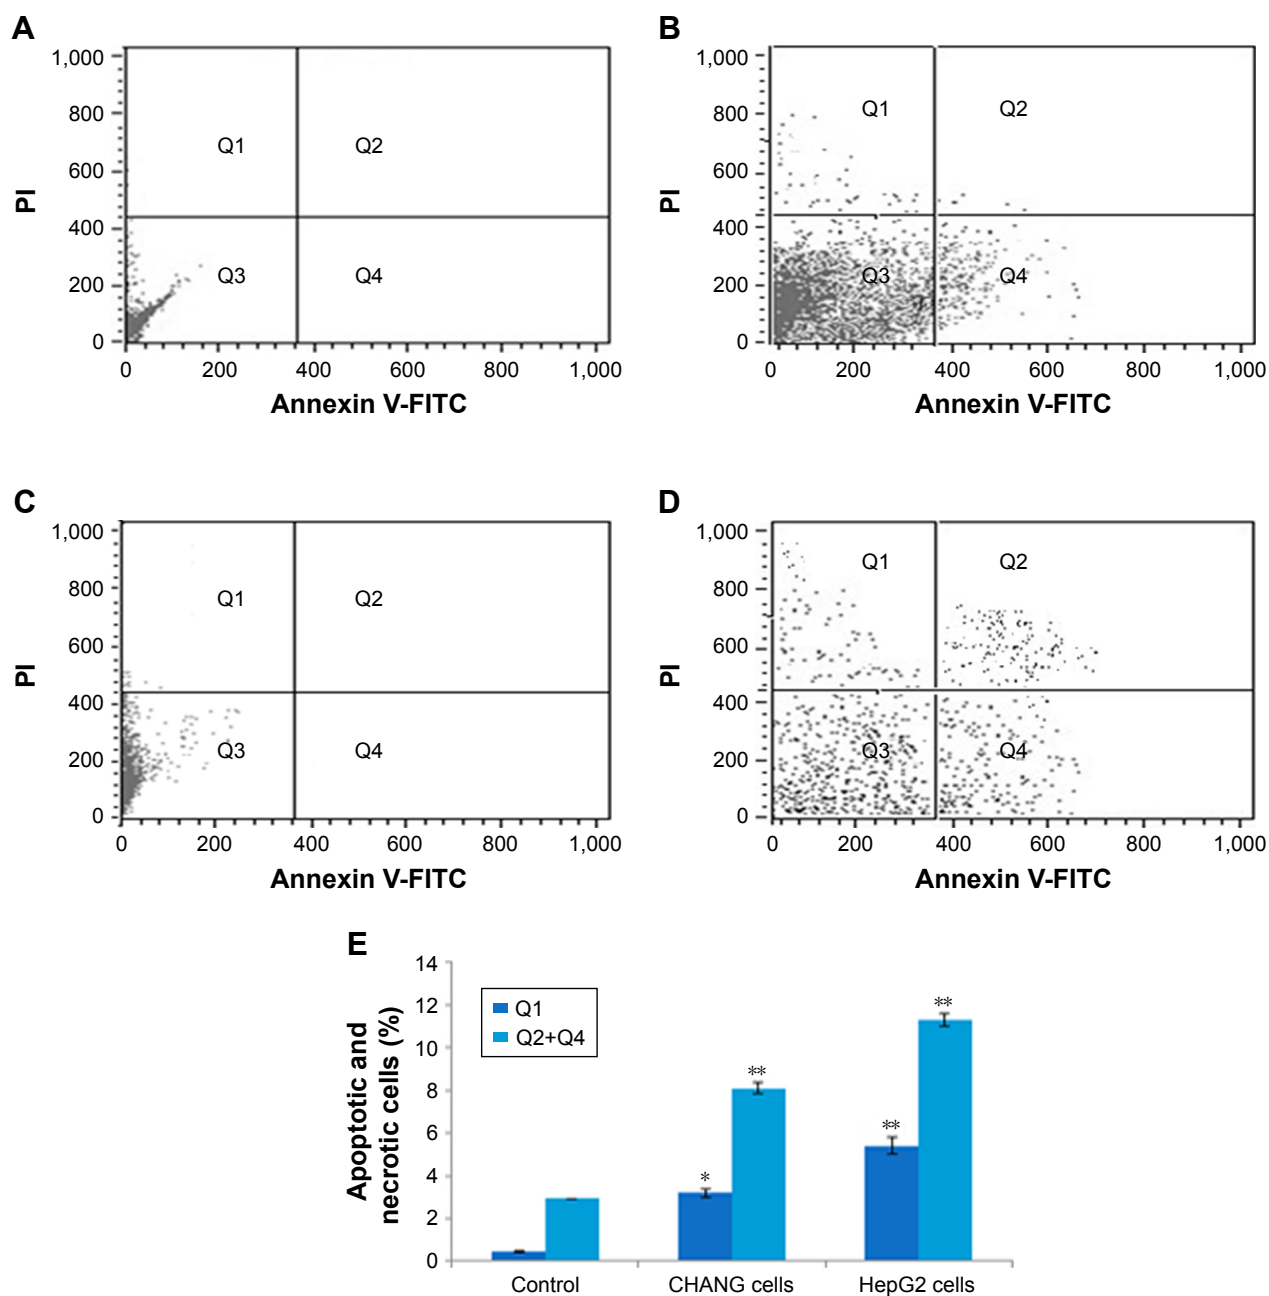 A
1,000
800
600
400
200
0
PI
Q1
Q2
Q3
Q4
0
200
400
600
800
1,000
Annexin V-FITC
B
1,000
800
600
400
200
0
PI
Q1
Q2
Q3
Q4
0
200
400
600
800
1,000
Annexin V-FITC
C
1,000
800
600
400
200
0
PI
Q1
Q2
Q3
Q4
0
200
400
600
800
1,000
Annexin V-FITC
D
1,000
800
600
400
200
0
PI
Q1
Q2
Q3
Q4
0
200
400
600
800
1,000
Annexin V-FITC
E
Apoptotic and
necrotic cells (%)
14
12
10
8
6
4
2
0
Q1
Q2+Q4
*
**
**
**
Control
CHANG cells
HepG2 cells